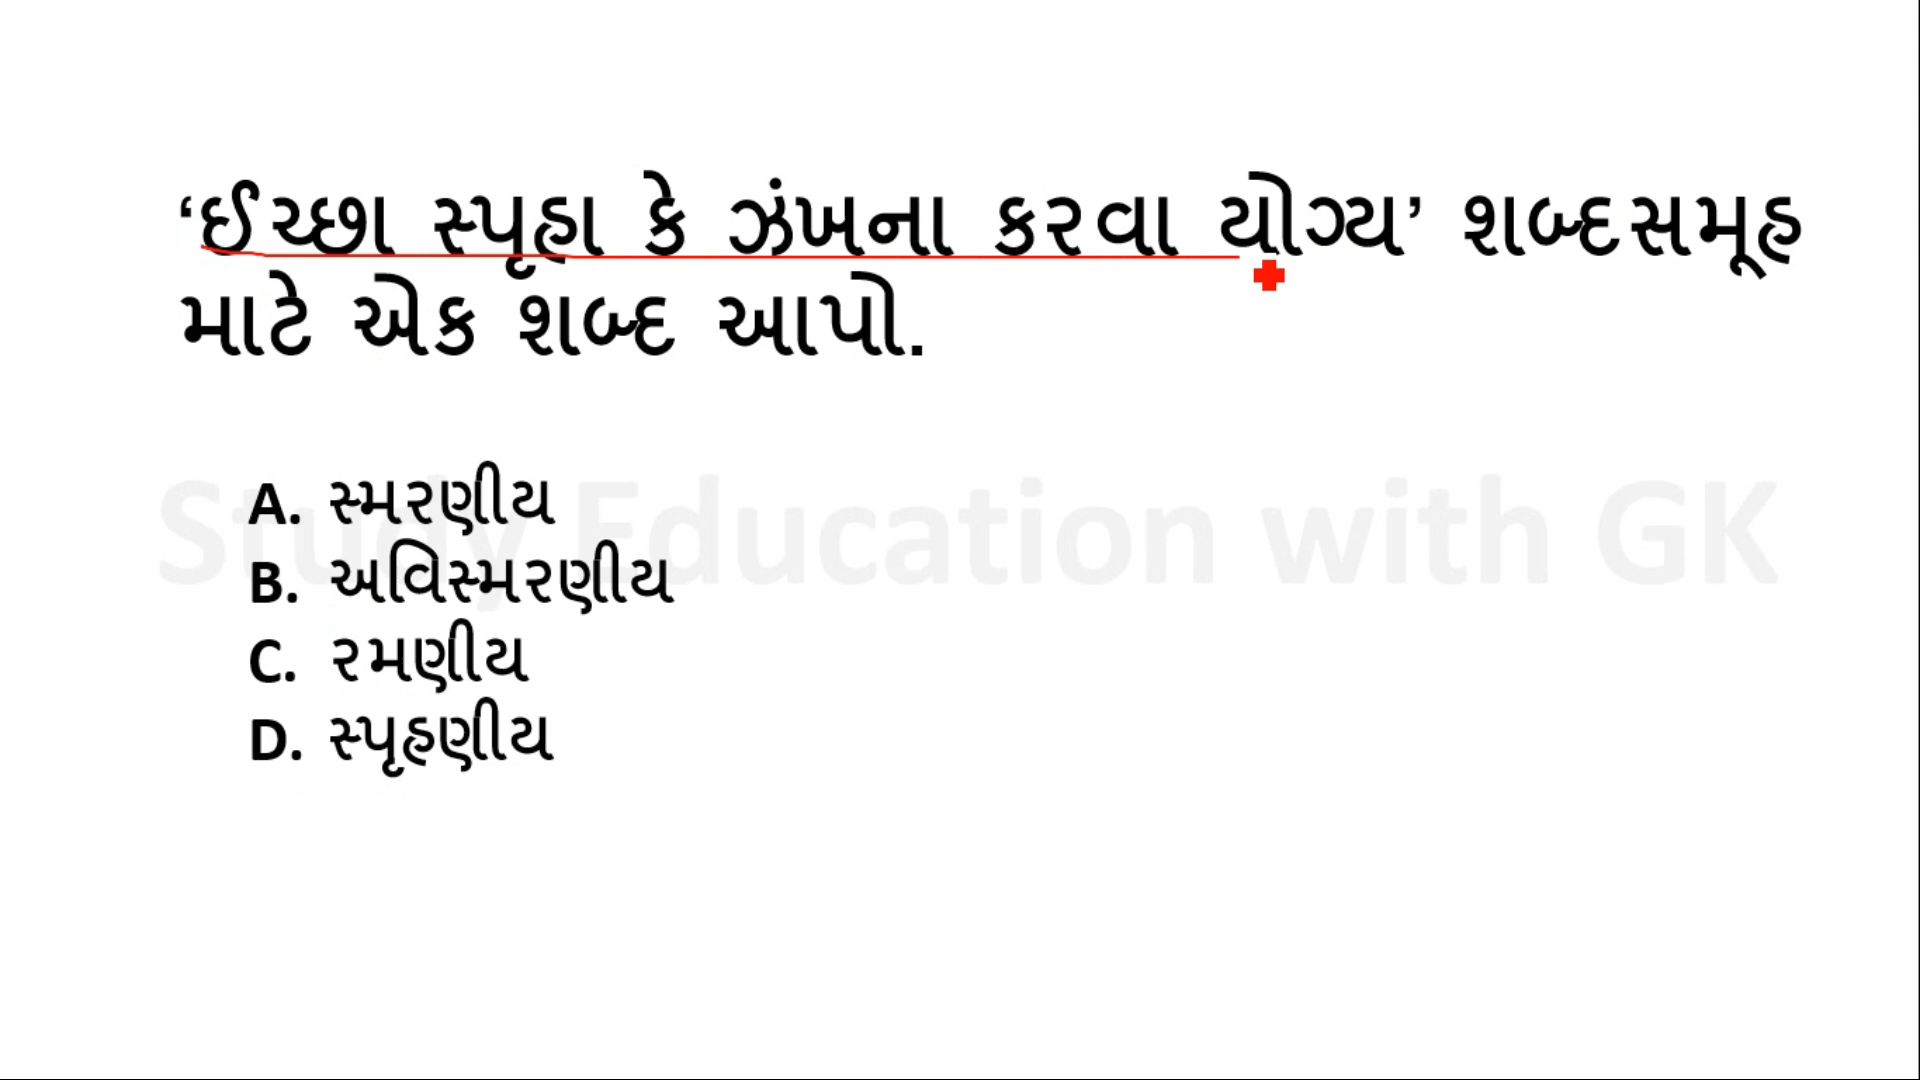 ‘ઈચ્છા સ્પૃહા કે ઝંખના કરવા યોગ્ય’ શબ્દસમૂહ
માટે એક શબ્દ આપો.
Study Education with GK
A. સ્મરણીય
B. અવિસ્મરણીય
C. રમણીય
D. સ્પૃહણીય